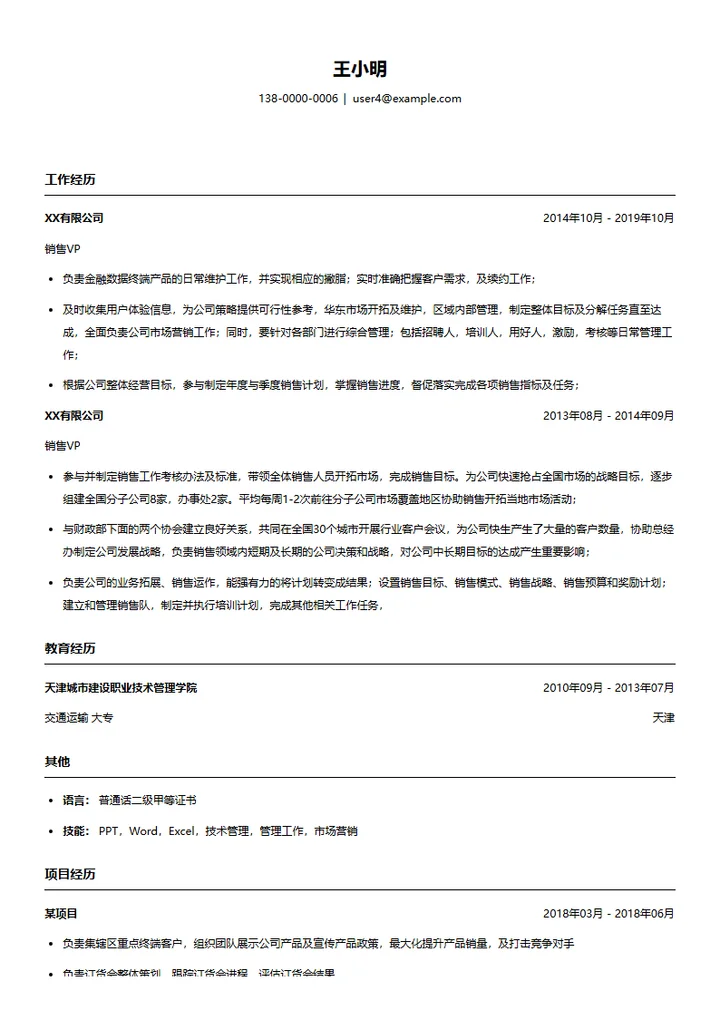 王小明
138-0000-0006 | user4@example.com
工作经历
XX有限公司 2014年10月 - 2019年10月
销售VP
• 负责金融数据终端产品的日常维护工作，并实现相应的撇脂；实时准确把握客户需求，及续约工作；
• 及时收集用户体验信息，为公司策略提供可行性参考，华东市场开拓及维护，区域内部管理，制定整体目标及分解任务直至达
成，全面负责公司市场营销工作；同时，要针对各部门进行综合管理；包括招聘人，培训人，用好人，激励，考核等日常管理工
作；
• 根据公司整体经营目标，参与制定年度与季度销售计划，掌握销售进度，督促落实完成各项销售指标及任务；
XX有限公司 2013年08月 - 2014年09月
销售VP
• 参与并制定销售工作考核办法及标准，带领全体销售人员开拓市场，完成销售目标。为公司快速抢占全国市场的战略目标，逐步
组建全国分子公司8家，办事处2家。平均每周1-2次前往分子公司市场覆盖地区协助销售开拓当地市场活动；
• 与财政部下面的两个协会建立良好关系，共同在全国30个城市开展行业客户会议，为公司快生产生了大量的客户数量，协助总经
办制定公司发展战略，负责销售领域内短期及长期的公司决策和战略，对公司中长期目标的达成产生重要影响；
• 负责公司的业务拓展、销售运作，能强有力的将计划转变成结果；设置销售目标、销售模式、销售战略、销售预算和奖励计划；
建立和管理销售队，制定并执行培训计划，完成其他相关工作任务，
教育经历
天津城市建设职业技术管理学院 2010年09月 - 2013年07月
交通运输 大专 天津
其他
• 语言： 普通话二级甲等证书
• 技能： PPT，Word，Excel，技术管理，管理工作，市场营销
项目经历
某项目 2018年03月 - 2018年06月
• 负责集辖区重点终端客户，组织团队展示公司产品及宣传产品政策，最大化提升产品销量，及打击竞争对手
• 负责订货会整体策划，跟踪订货会进程，评估订货会结果